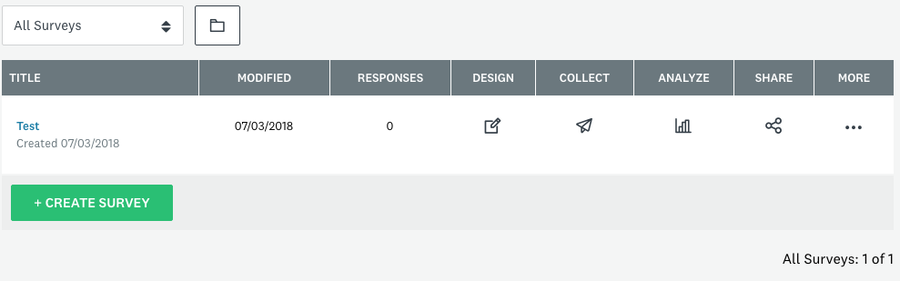 All Surveys
TITLE MODIFIED RESPONSES DESIGN COLLECT ANALYZE SHARE MORE
Test 07/03/2018 0
Created 07/03/2018
+ CREATE SURVEY
All Surveys: 1 of 1